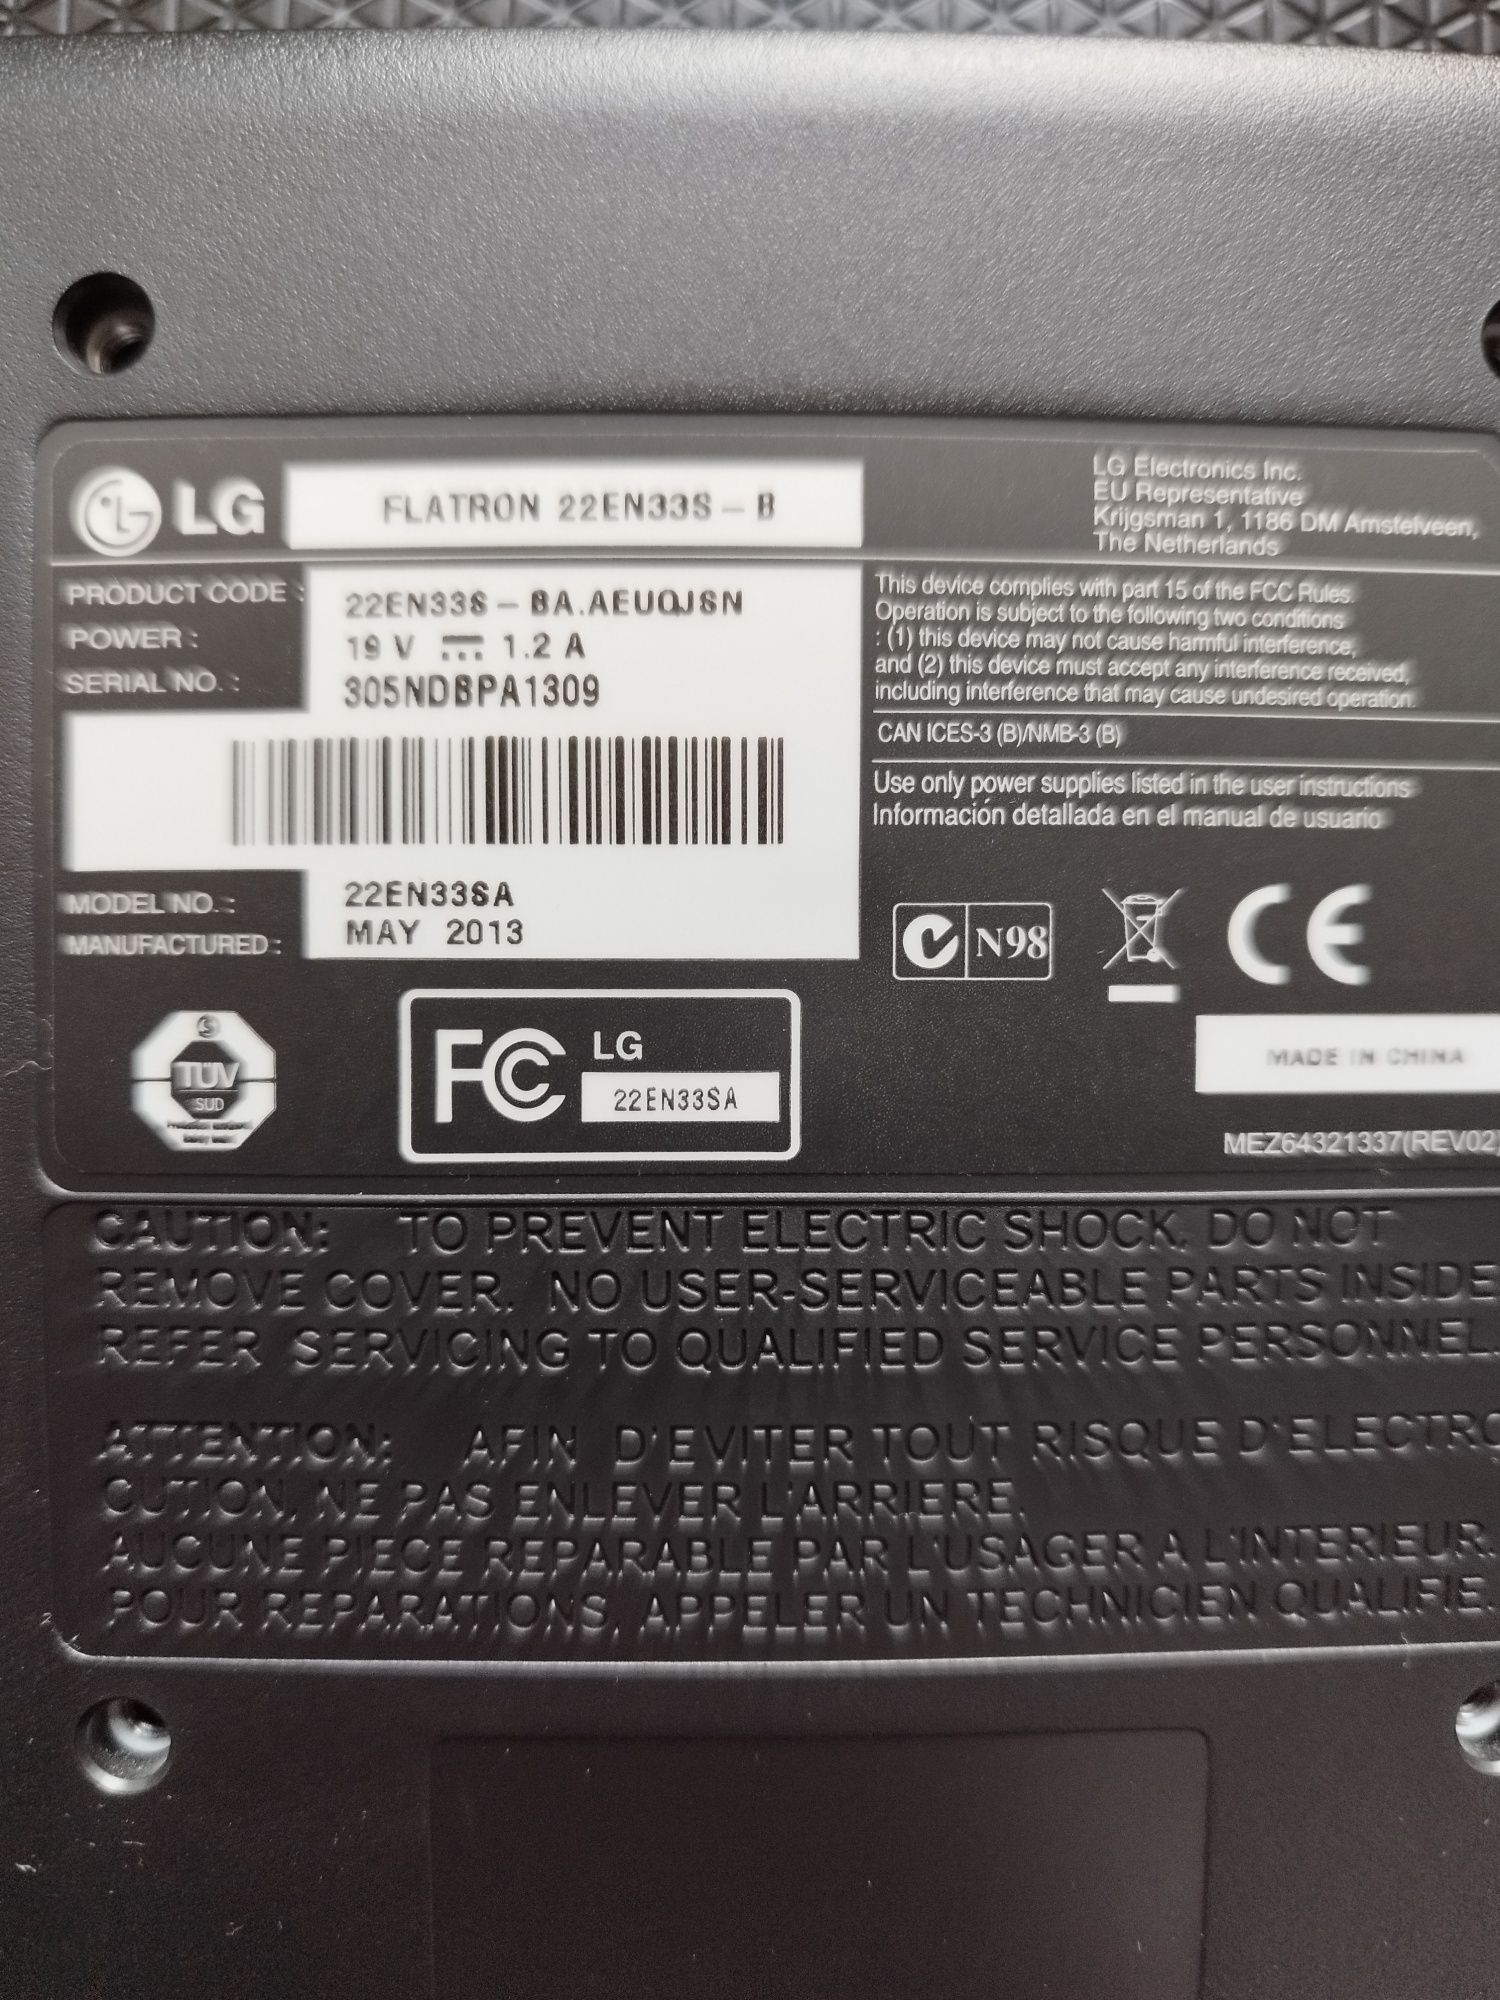 LG FLATRON 22EN33S-B
LG Electronics Inc.
EU Representative
Krijgsman 1, 1186 DM Amstelveen,
The Netherlands
PRODUCT CODE : 22EN33S-BA.AEUQJSN
POWER : 19 V 1.2 A
SERIAL NO. : 305NDBPA1309
MODEL NO. : 22EN33SA
MANUFACTURED : MAY 2013
This device complies with part 15 of the FCC Rules.
Operation is subject to the following two conditions
: (1) this device may not cause harmful interference,
and (2) this device must accept any interference received,
including interference that may cause undesired operation.
CAN ICES-3 (B)/NMB-3 (B)
Use only power supplies listed in the user instructions
Información detallada en el manual de usuario
N98
CE
S
TÜV
SUD
FC LG
22EN33SA
MADE IN CHINA
MEZ64321337(REV02)
CAUTION: TO PREVENT ELECTRIC SHOCK, DO NOT
REMOVE COVER. NO USER-SERVICEABLE PARTS INSIDE
REFER SERVICING TO QUALIFIED SERVICE PERSONNEL.
ATTENTION: AFIN D'EVITER TOUT RISQUE D'ELECTRO
CUTION, NE PAS ENLEVER L'ARRIERE.
AUCUNE PIECE REPARABLE PAR L'USAGER A L'INTERIEUR.
POUR REPARATIONS, APPELER UN TECHNICIEN QUALIFIE.